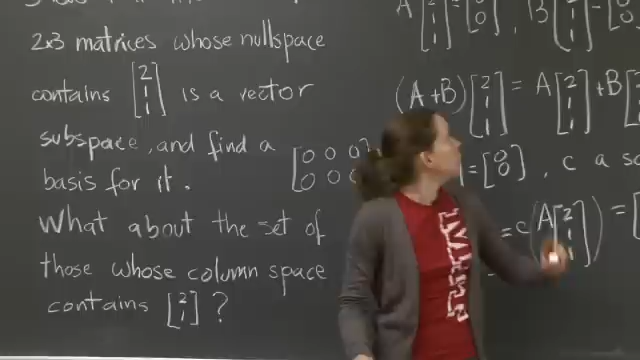 2x3 matrices whose nullspace
contains [2 1 1] is a vector
subspace, and find a
basis for it.
What about the set of
those whose column space
contains [2 1] ?
[0 0 0
0 0
A [2 1 1] = [0 0], B [2 1 1] = [0
(A+B) [2 1 1] = A [2 1 1] + B [2
= [0 0], c a
= c (A [2 1 1]) = [